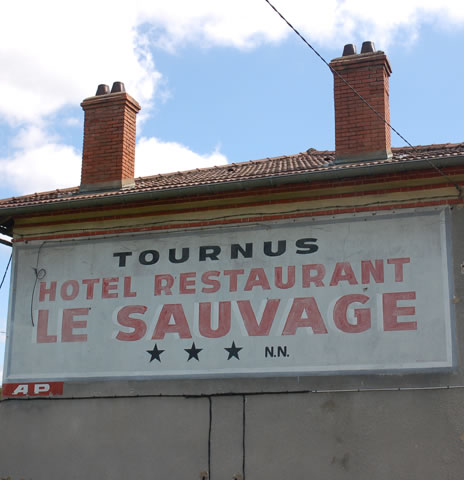 TOURNUS
HOTEL RESTAURANT
LE SAUVAGE
★ ★ ★ N.N.
AP